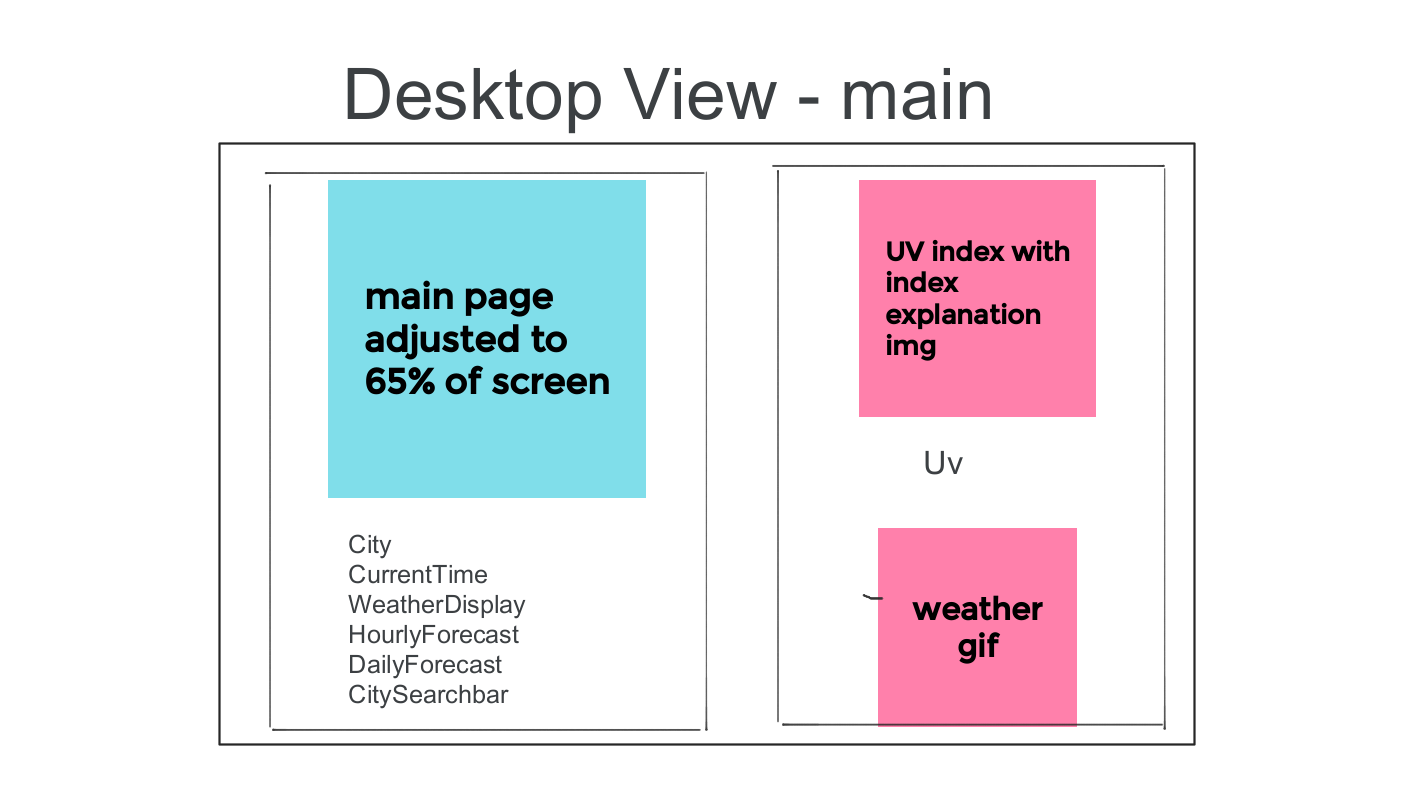 Desktop View - main
main page
adjusted to
65% of screen
City
CurrentTime
WeatherDisplay
HourlyForecast
DailyForecast
CitySearchbar
UV index with
index
explanation
img
Uv
weather
gif